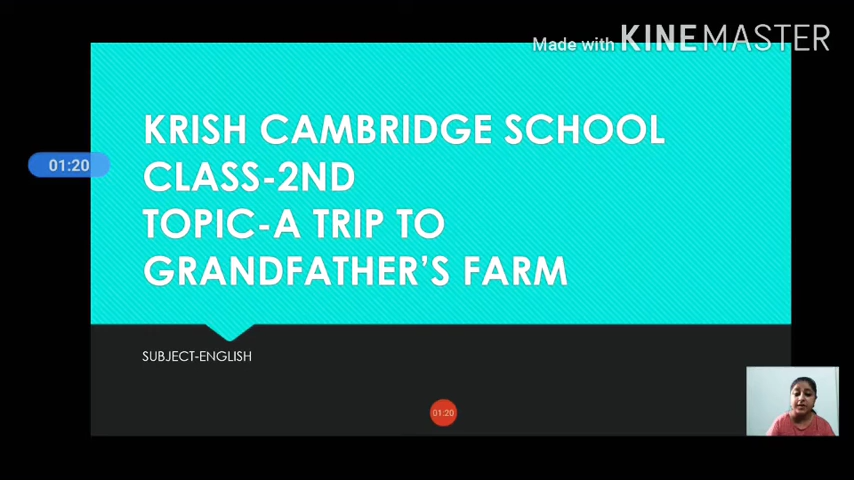 Made with KINEMASTER
KRISH CAMBRIDGE SCHOOL
01:20
CLASS-2ND
TOPIC-A TRIP TO
GRANDFATHER’S FARM
SUBJECT-ENGLISH
01:20